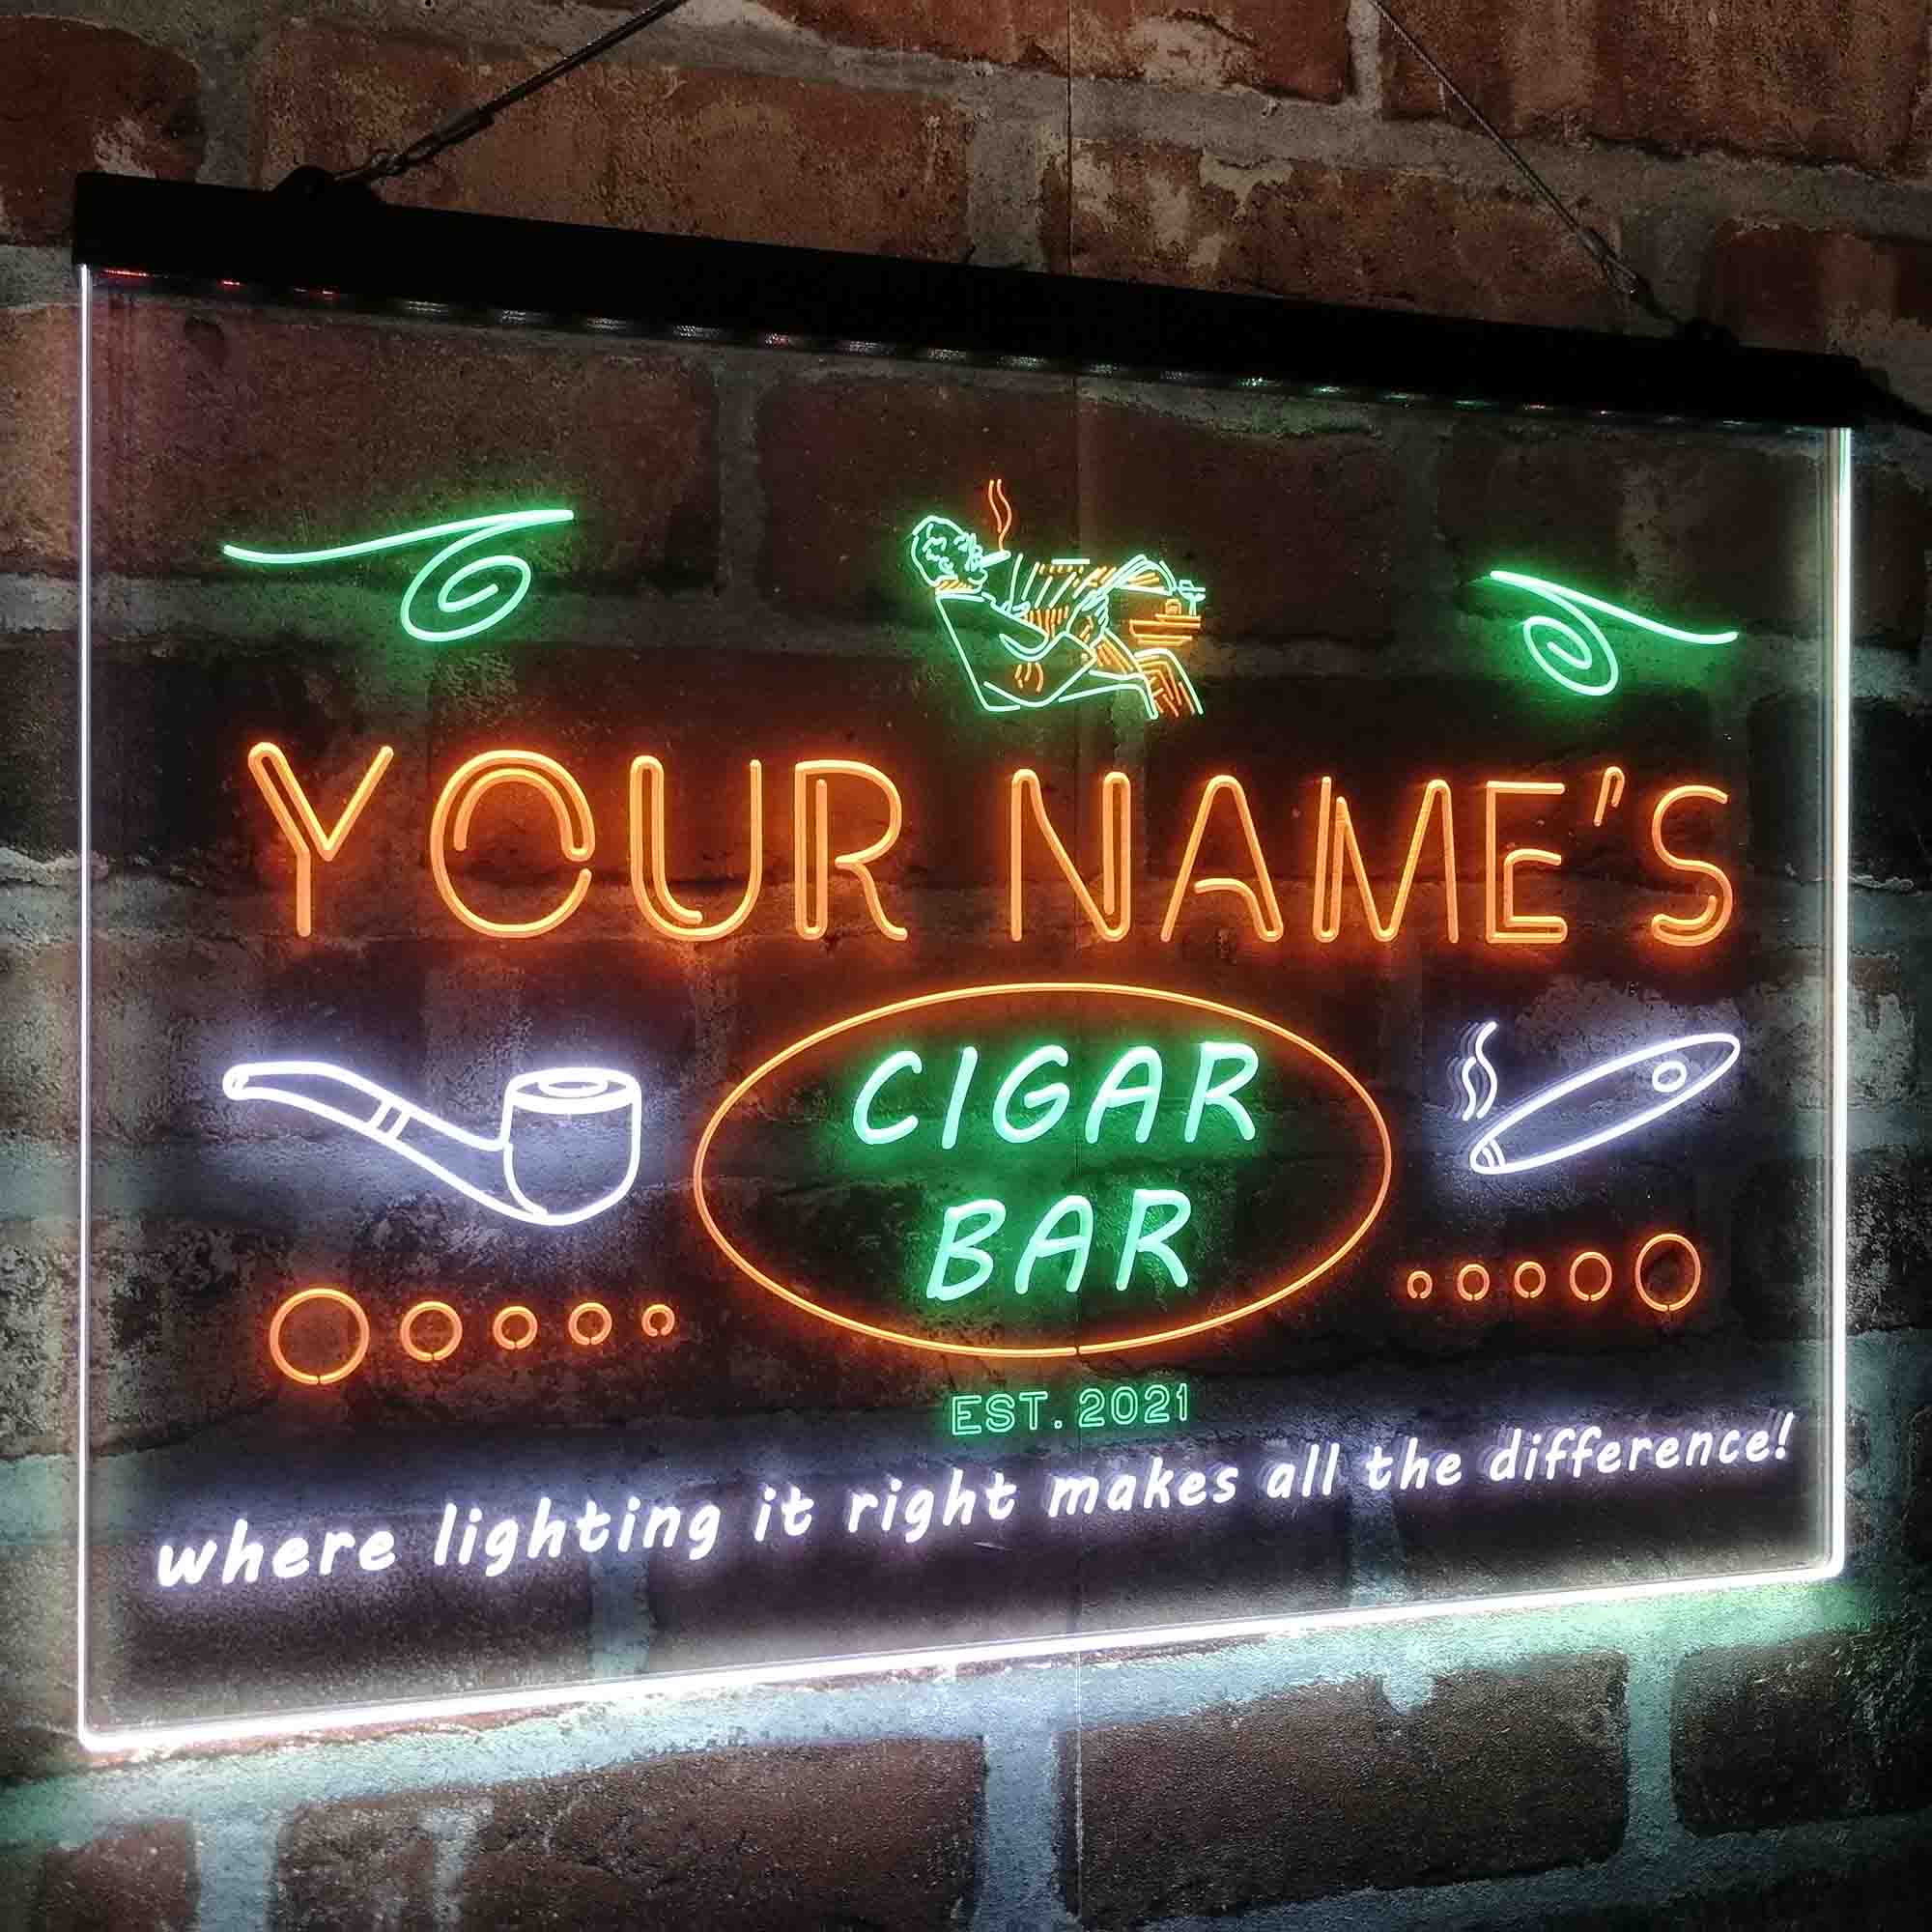 YOUR NAME'S
CIGAR
BAR
EST. 2021
where lighting it right makes all the difference!